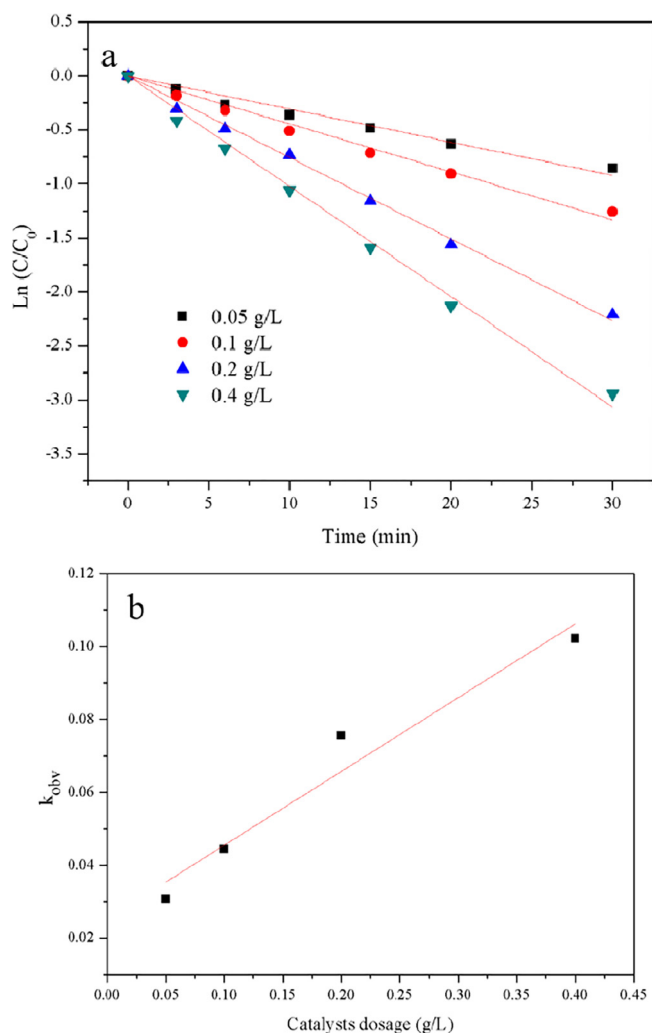 a
0.5
0.0
-0.5
-1.0
-1.5
-2.0
-2.5
-3.0
-3.5
Ln (C/C0)
0.05 g/L
0.1 g/L
0.2 g/L
0.4 g/L
0 5 10 15 20 25 30
Time (min)
b
0.12
0.10
0.08
0.06
0.04
0.02
kobv
0.00 0.05 0.10 0.15 0.20 0.25 0.30 0.35 0.40 0.45
Catalysts dosage (g/L)